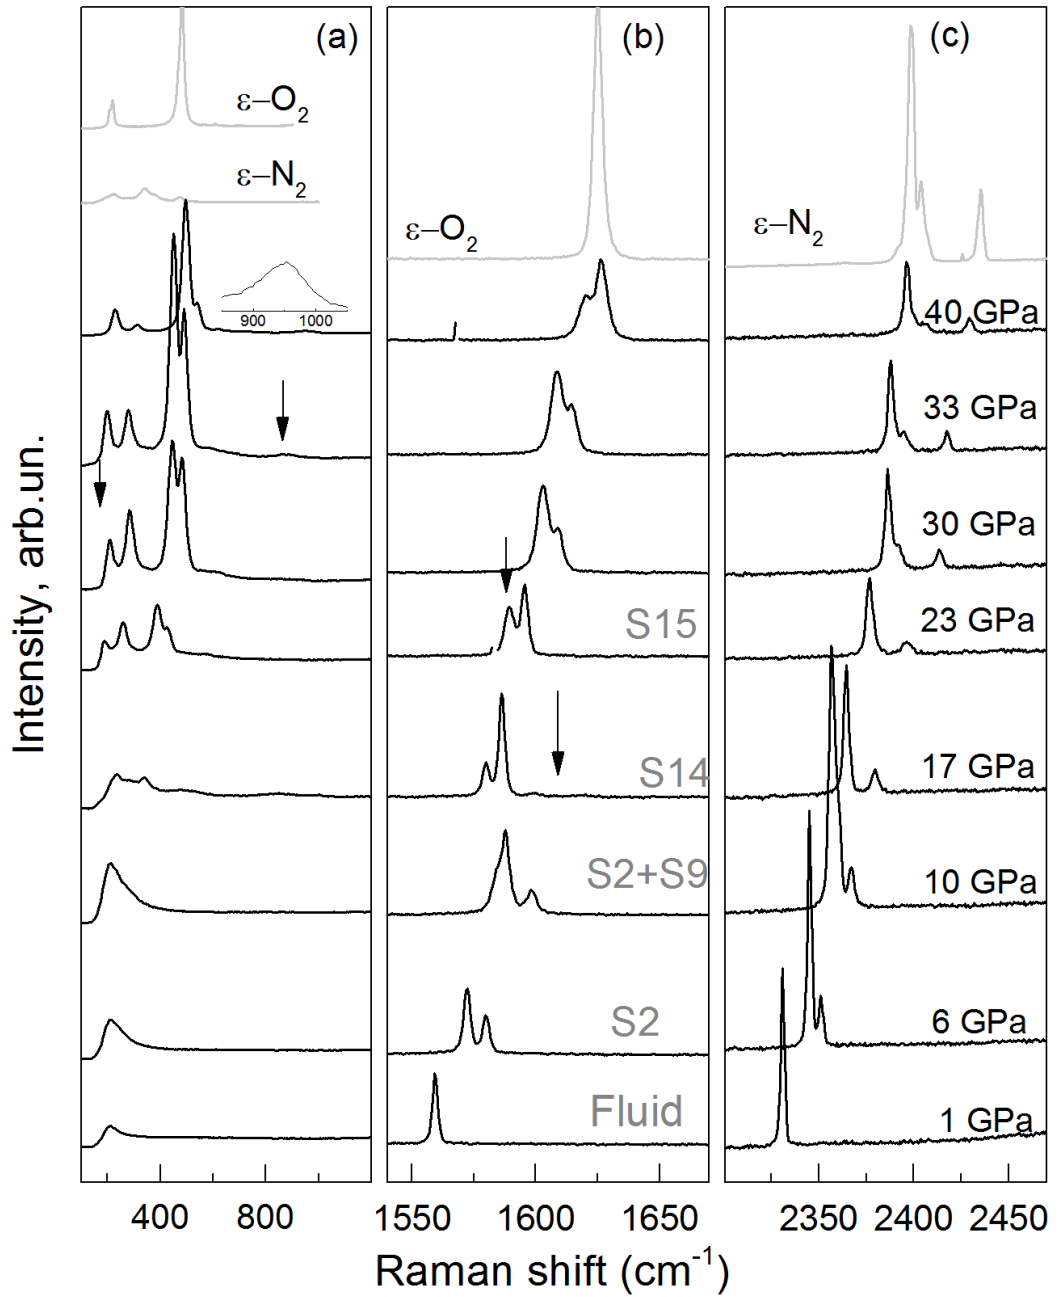 (a)
(b)
(c)
ε–O2
ε–N2
ε–O2
ε–N2
900 1000
40 GPa
33 GPa
30 GPa
S15
23 GPa
S14
17 GPa
S2+S9
10 GPa
S2
6 GPa
Fluid
1 GPa
Intensity, arb.un.
400 800
1550 1600 1650
2350 2400 2450
Raman shift (cm-1)